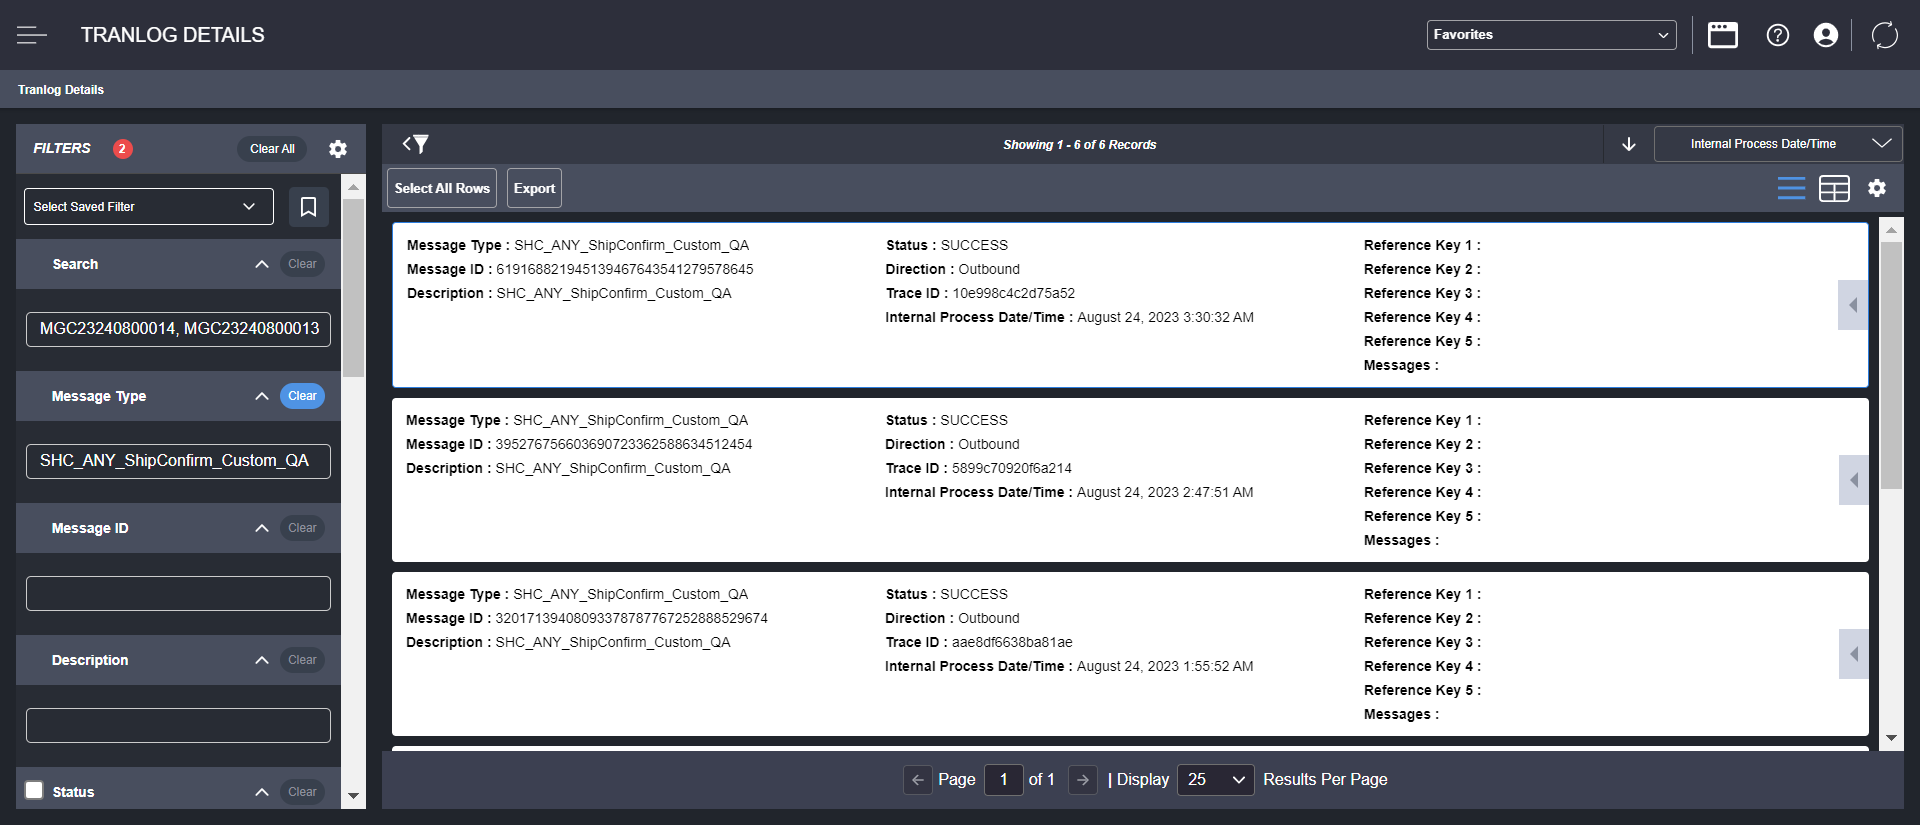 TRANLOG DETAILS
Favorites
Tranlog Details
FILTERS 2 Clear All
Select Saved Filter
Search Clear
MGC23240800014, MGC23240800013
Message Type Clear
SHC_ANY_ShipConfirm_Custom_QA
Message ID Clear
Description Clear
Status Clear
Showing 1 - 6 of 6 Records
Internal Process Date/Time
Select All Rows Export
Message Type : SHC_ANY_ShipConfirm_Custom_QA
Message ID : 61916882194513946764354127957864​5
Description : SHC_ANY_ShipConfirm_Custom_QA
Status : SUCCESS
Direction : Outbound
Trace ID : 10e998c4c2d75a52
Internal Process Date/Time : August 24, 2023 3:30:32 AM
Reference Key 1 :
Reference Key 2 :
Reference Key 3 :
Reference Key 4 :
Reference Key 5 :
Messages :
Message Type : SHC_ANY_ShipConfirm_Custom_QA
Message ID : 39527675660369072336258863451​2454
Description : SHC_ANY_ShipConfirm_Custom_QA
Status : SUCCESS
Direction : Outbound
Trace ID : 5899c70920f6a214
Internal Process Date/Time : August 24, 2023 2:47:51 AM
Reference Key 1 :
Reference Key 2 :
Reference Key 3 :
Reference Key 4 :
Reference Key 5 :
Messages :
Message Type : SHC_ANY_ShipConfirm_Custom_QA
Message ID : 32017139408093378787767252888529674
Description : SHC_ANY_ShipConfirm_Custom_QA
Status : SUCCESS
Direction : Outbound
Trace ID : aae8df6638ba81ae
Internal Process Date/Time : August 24, 2023 1:55:52 AM
Reference Key 1 :
Reference Key 2 :
Reference Key 3 :
Reference Key 4 :
Reference Key 5 :
Messages :
Page 1 of 1 | Display 25 Results Per Page